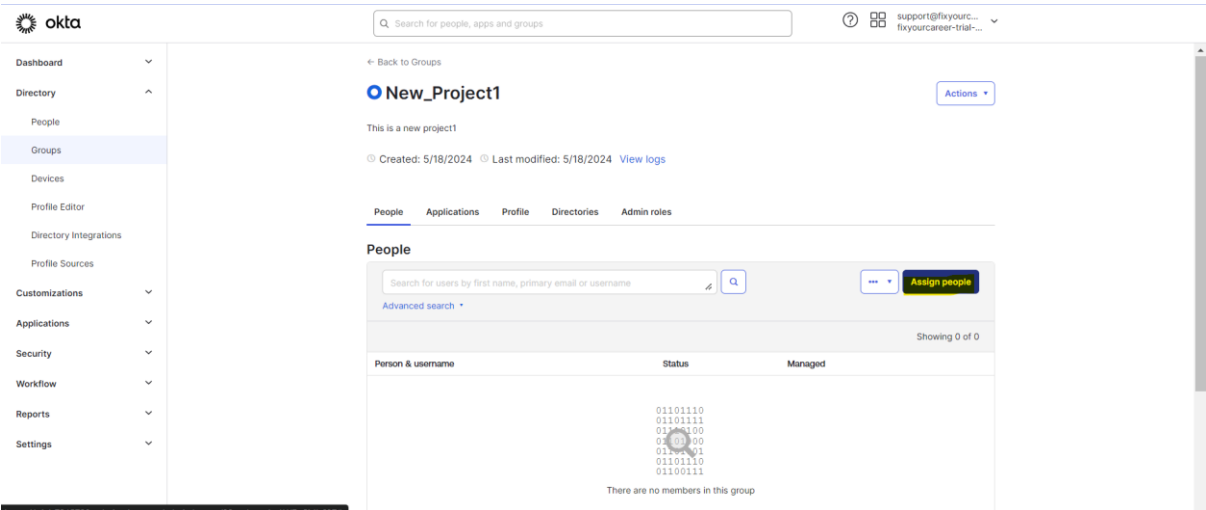 okta
Search for people, apps and groups
support@fixyourc...
fixyourcareer-trial-...
Dashboard
Directory
People
Groups
Devices
Profile Editor
Directory Integrations
Profile Sources
Customizations
Applications
Security
Workflow
Reports
Settings
← Back to Groups
New_Project1
Actions
This is a new project1
Created: 5/18/2024 Last modified: 5/18/2024 View logs
People Applications Profile Directories Admin roles
People
Search for users by first name, primary email or username
Assign people
Advanced search
Showing 0 of 0
Person & username Status Managed
01101110
01101111
01101110
01100111
There are no members in this group